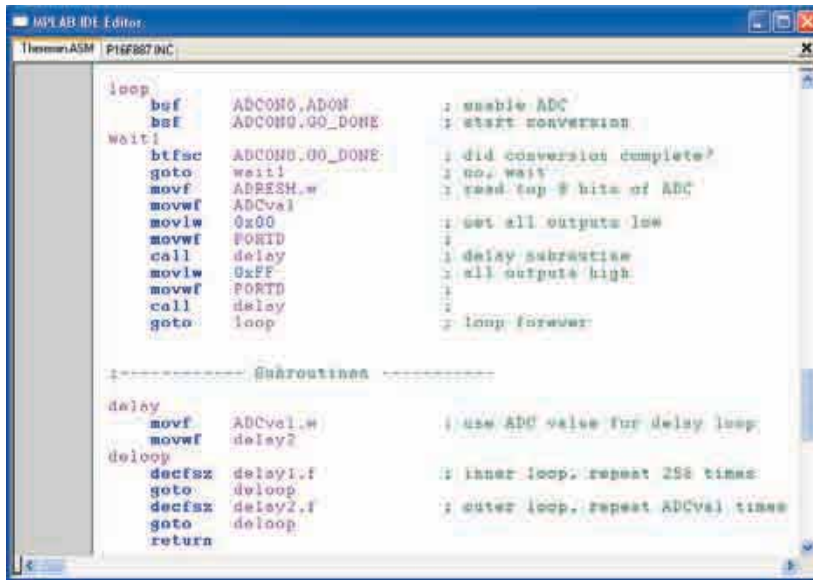 MPLAB IDE Editor
Theremin.ASM P16F887.INC
loop
bsf ADCON0,ADON ; enable ADC
bsf ADCON0,GO_DONE ; start conversion
wait1
btfsc ADCON0,GO_DONE ; did conversion complete?
goto wait1 ; no, wait
movf ADRESH,w ; read top 8 bits of ADC
movwf ADCval
movlw 0x00 ; set all outputs low
movwf PORTD ;
call delay ; delay subroutine
movlw 0xFF ; all outputs high
movwf PORTD ;
call delay ;
goto loop ; loop forever
;------------ Subroutines -----------
delay
movf ADCval,w ; use ADC value for delay loop
movwf delay2
deloop
decfsz delay1,f ; inner loop, repeat 256 times
goto deloop
decfsz delay2,f ; outer loop, repeat ADCval times
goto deloop
return